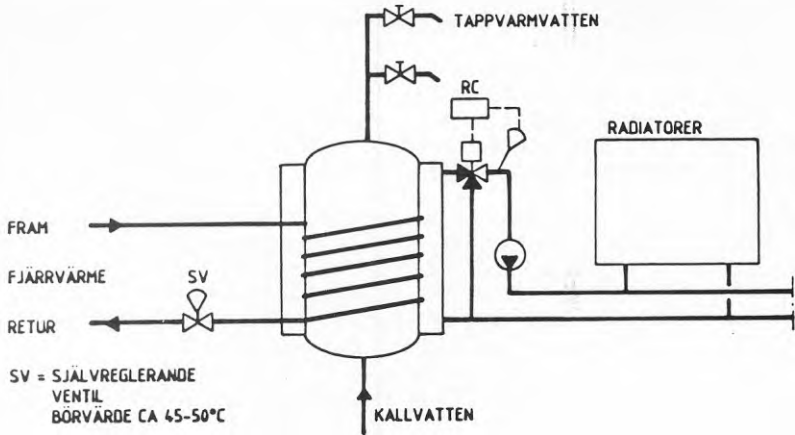 TAPPVARMVATTEN
RC
RADIATORER
FRAM
FJÄRRVÄRME
SV
RETUR
SV = SJÄLVREGLERANDE
VENTIL
BÖRVÄRDE CA 45-50°C
KALLVATTEN